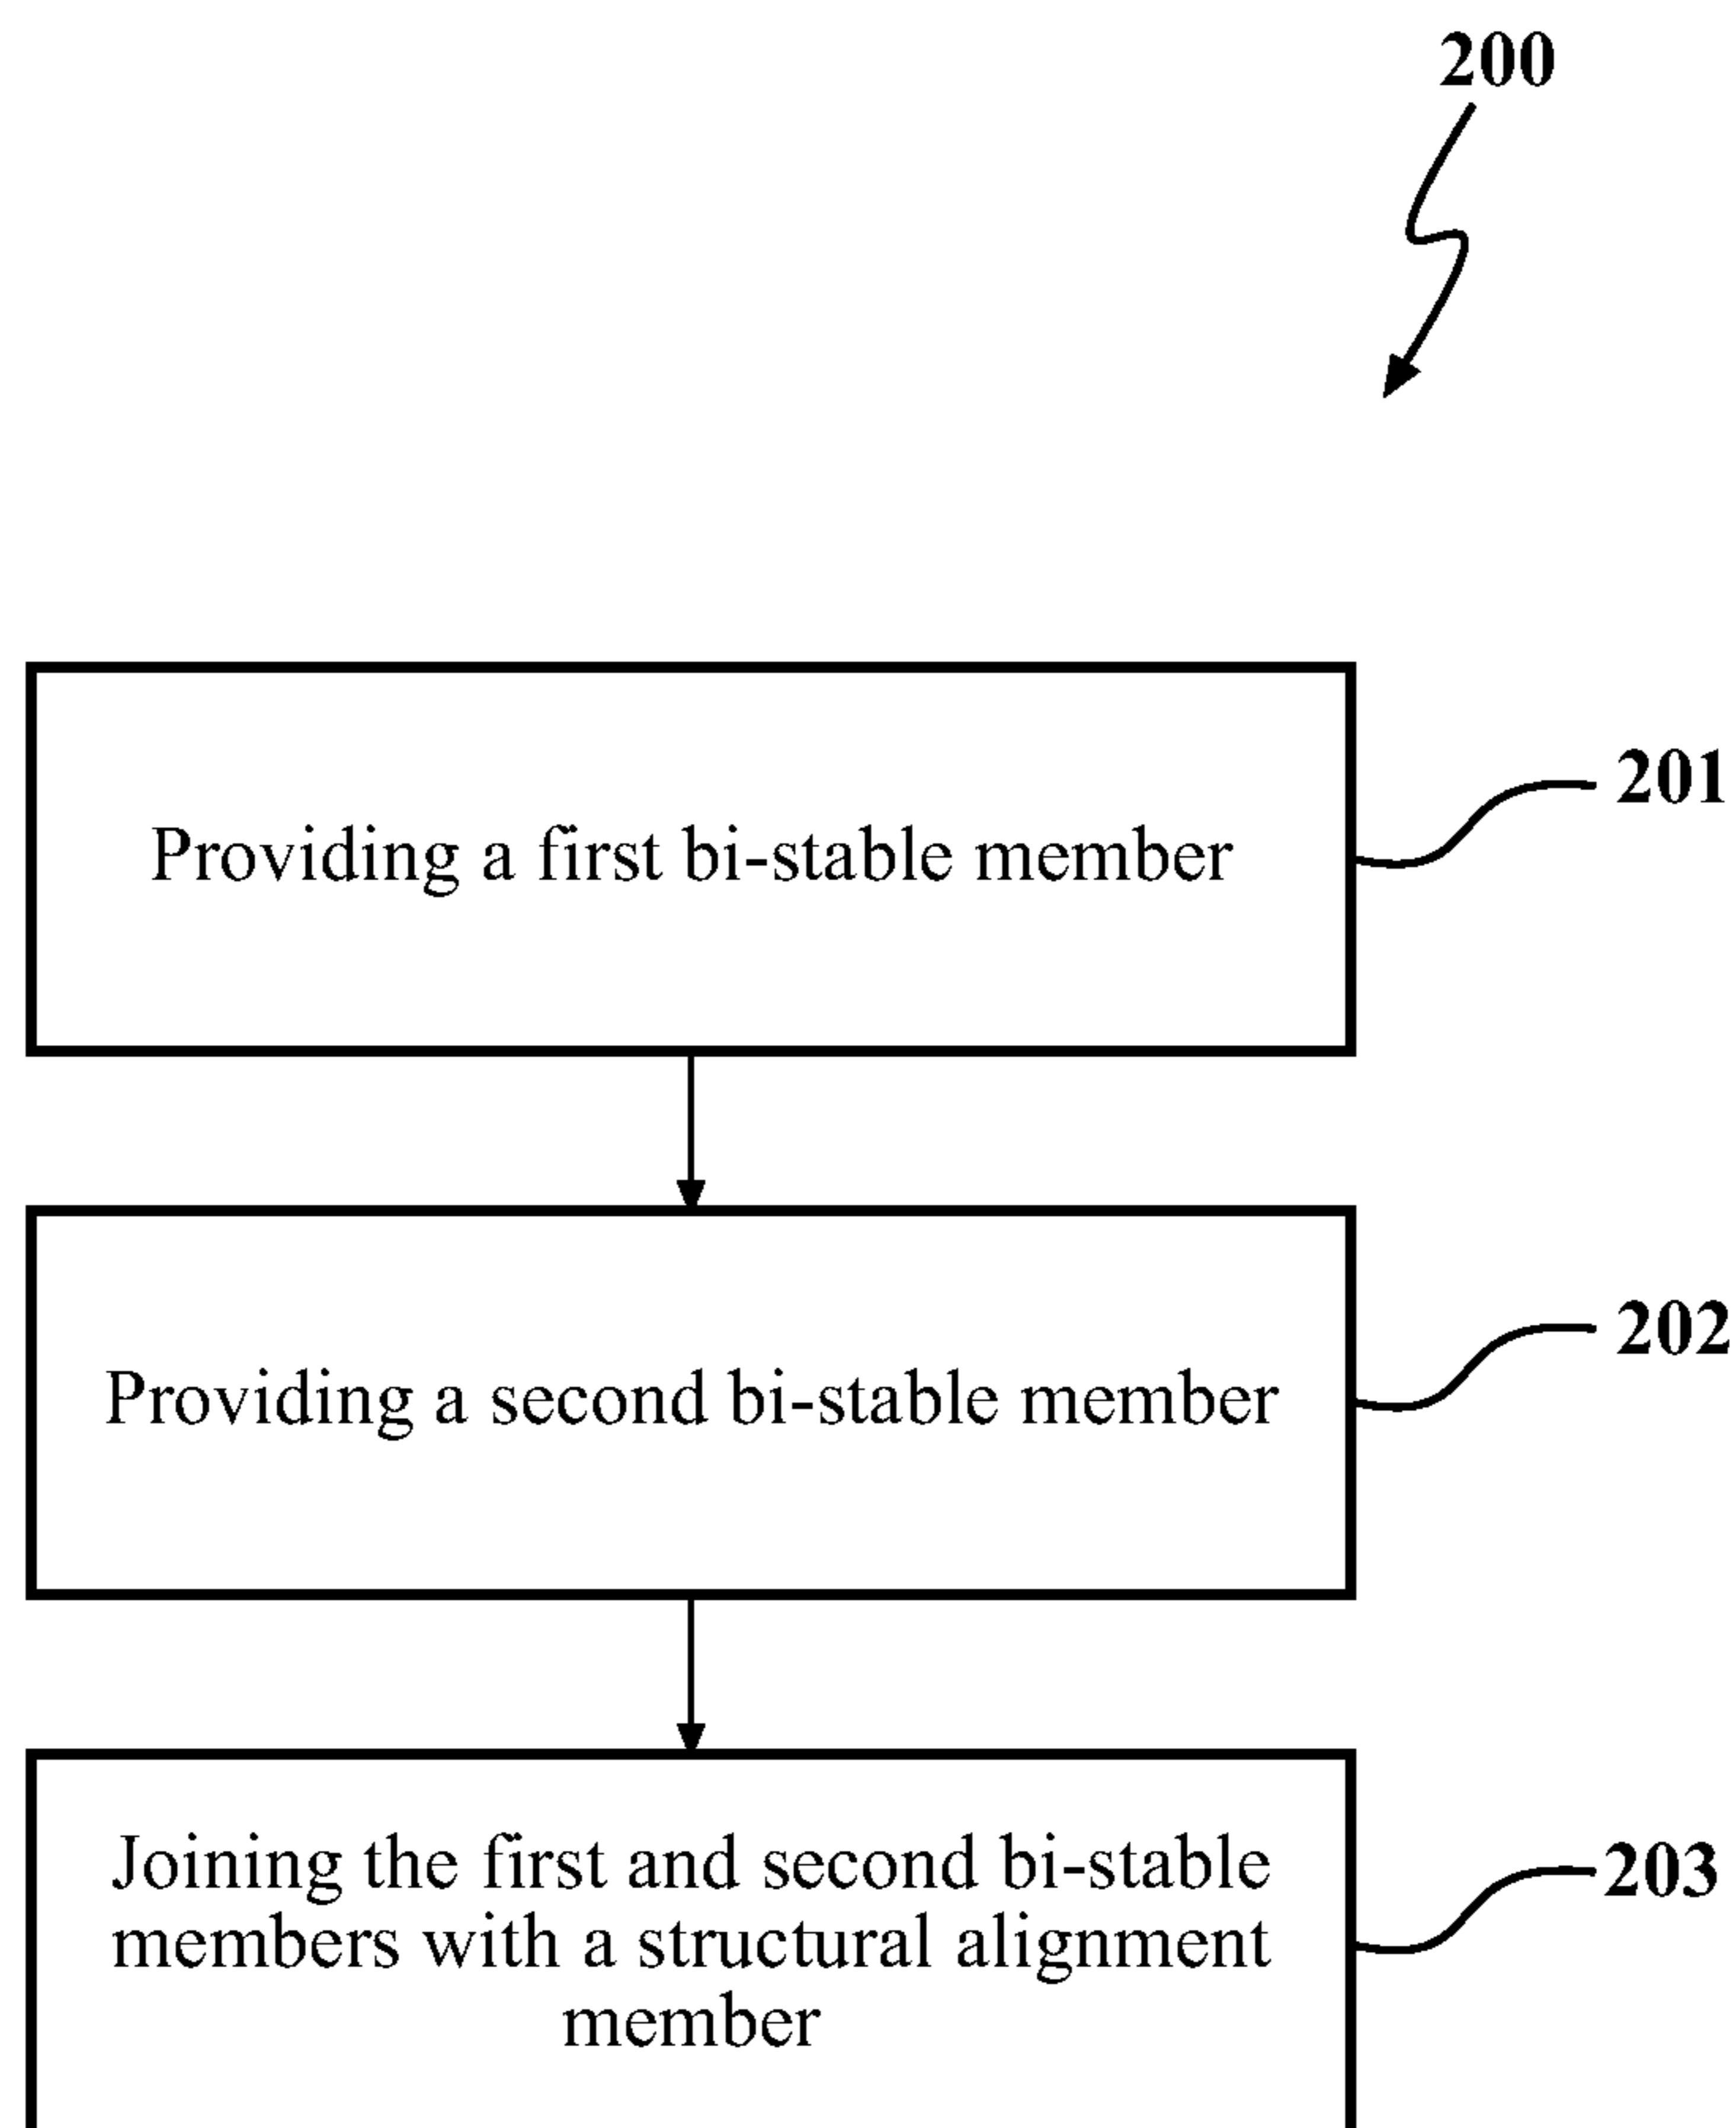 200
Providing a first bi-stable member
201
Providing a second bi-stable member
202
Joining the first and second bi-stable
members with a structural alignment
member
203